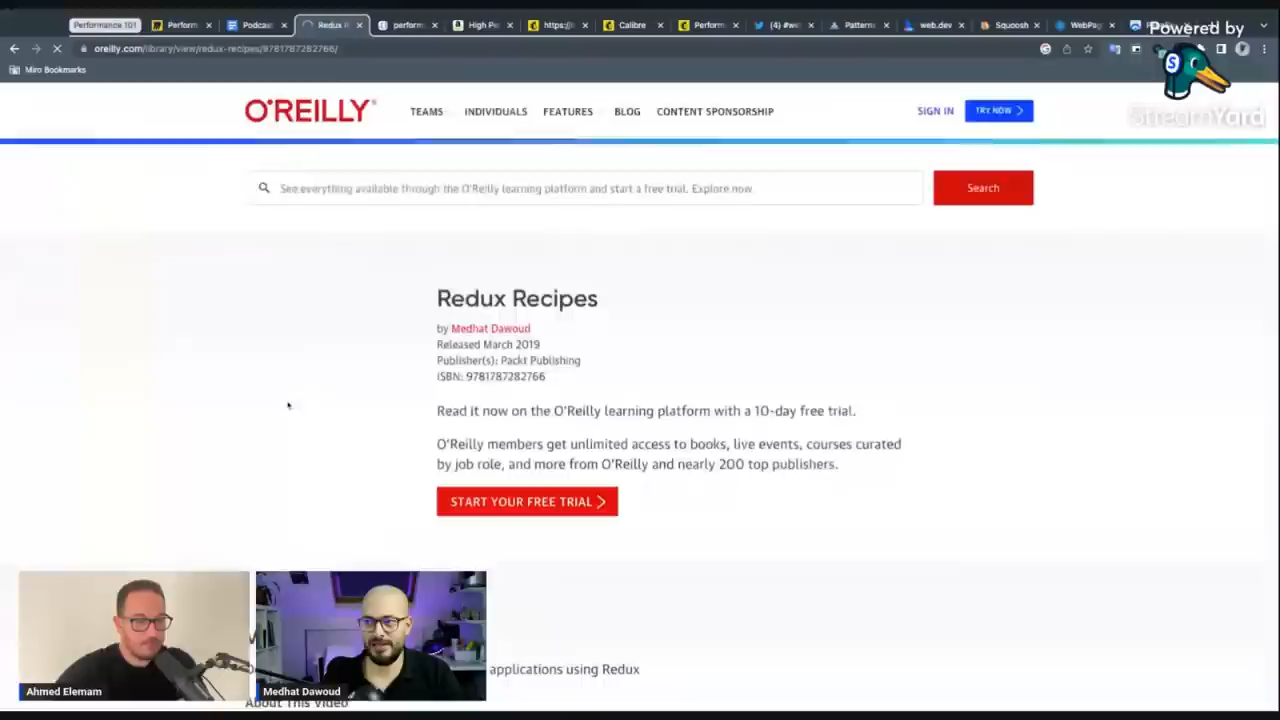 Performance 101
Perform
Podcas
Redux R
perform
High Pe
https://
Calibre
Perform
(4) #we
Pattern
web.dev
Squoosh
WebPag
Powered by
oreilly.com/library/view/redux-recipes/9781787282766/
Miro Bookmarks
StreamYard
O'REILLY
TEAMS
INDIVIDUALS
FEATURES
BLOG
CONTENT SPONSORSHIP
SIGN IN
TRY NOW
See everything available through the O'Reilly learning platform and start a free trial. Explore now.
Search
Redux Recipes
by Medhat Dawoud
Released March 2019
Publisher(s): Packt Publishing
ISBN: 9781787282766
Read it now on the O'Reilly learning platform with a 10-day free trial.
O'Reilly members get unlimited access to books, live events, courses curated
by job role, and more from O'Reilly and nearly 200 top publishers.
START YOUR FREE TRIAL
applications using Redux
Ahmed Elemam
Medhat Dawoud
About This Video